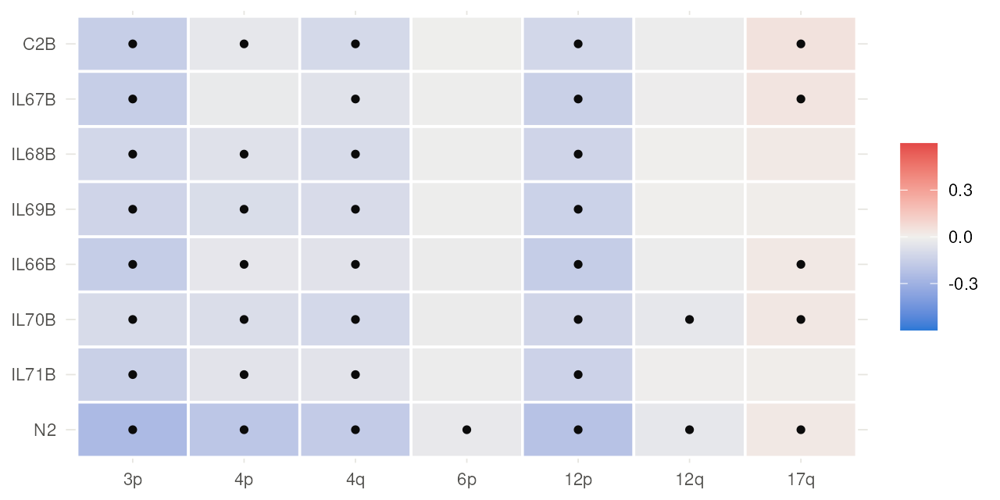 C2B
IL67B
IL68B
IL69B
IL66B
IL70B
IL71B
N2
3p 4p 4q 6p 12p 12q 17q
0.3
0.0
-0.3